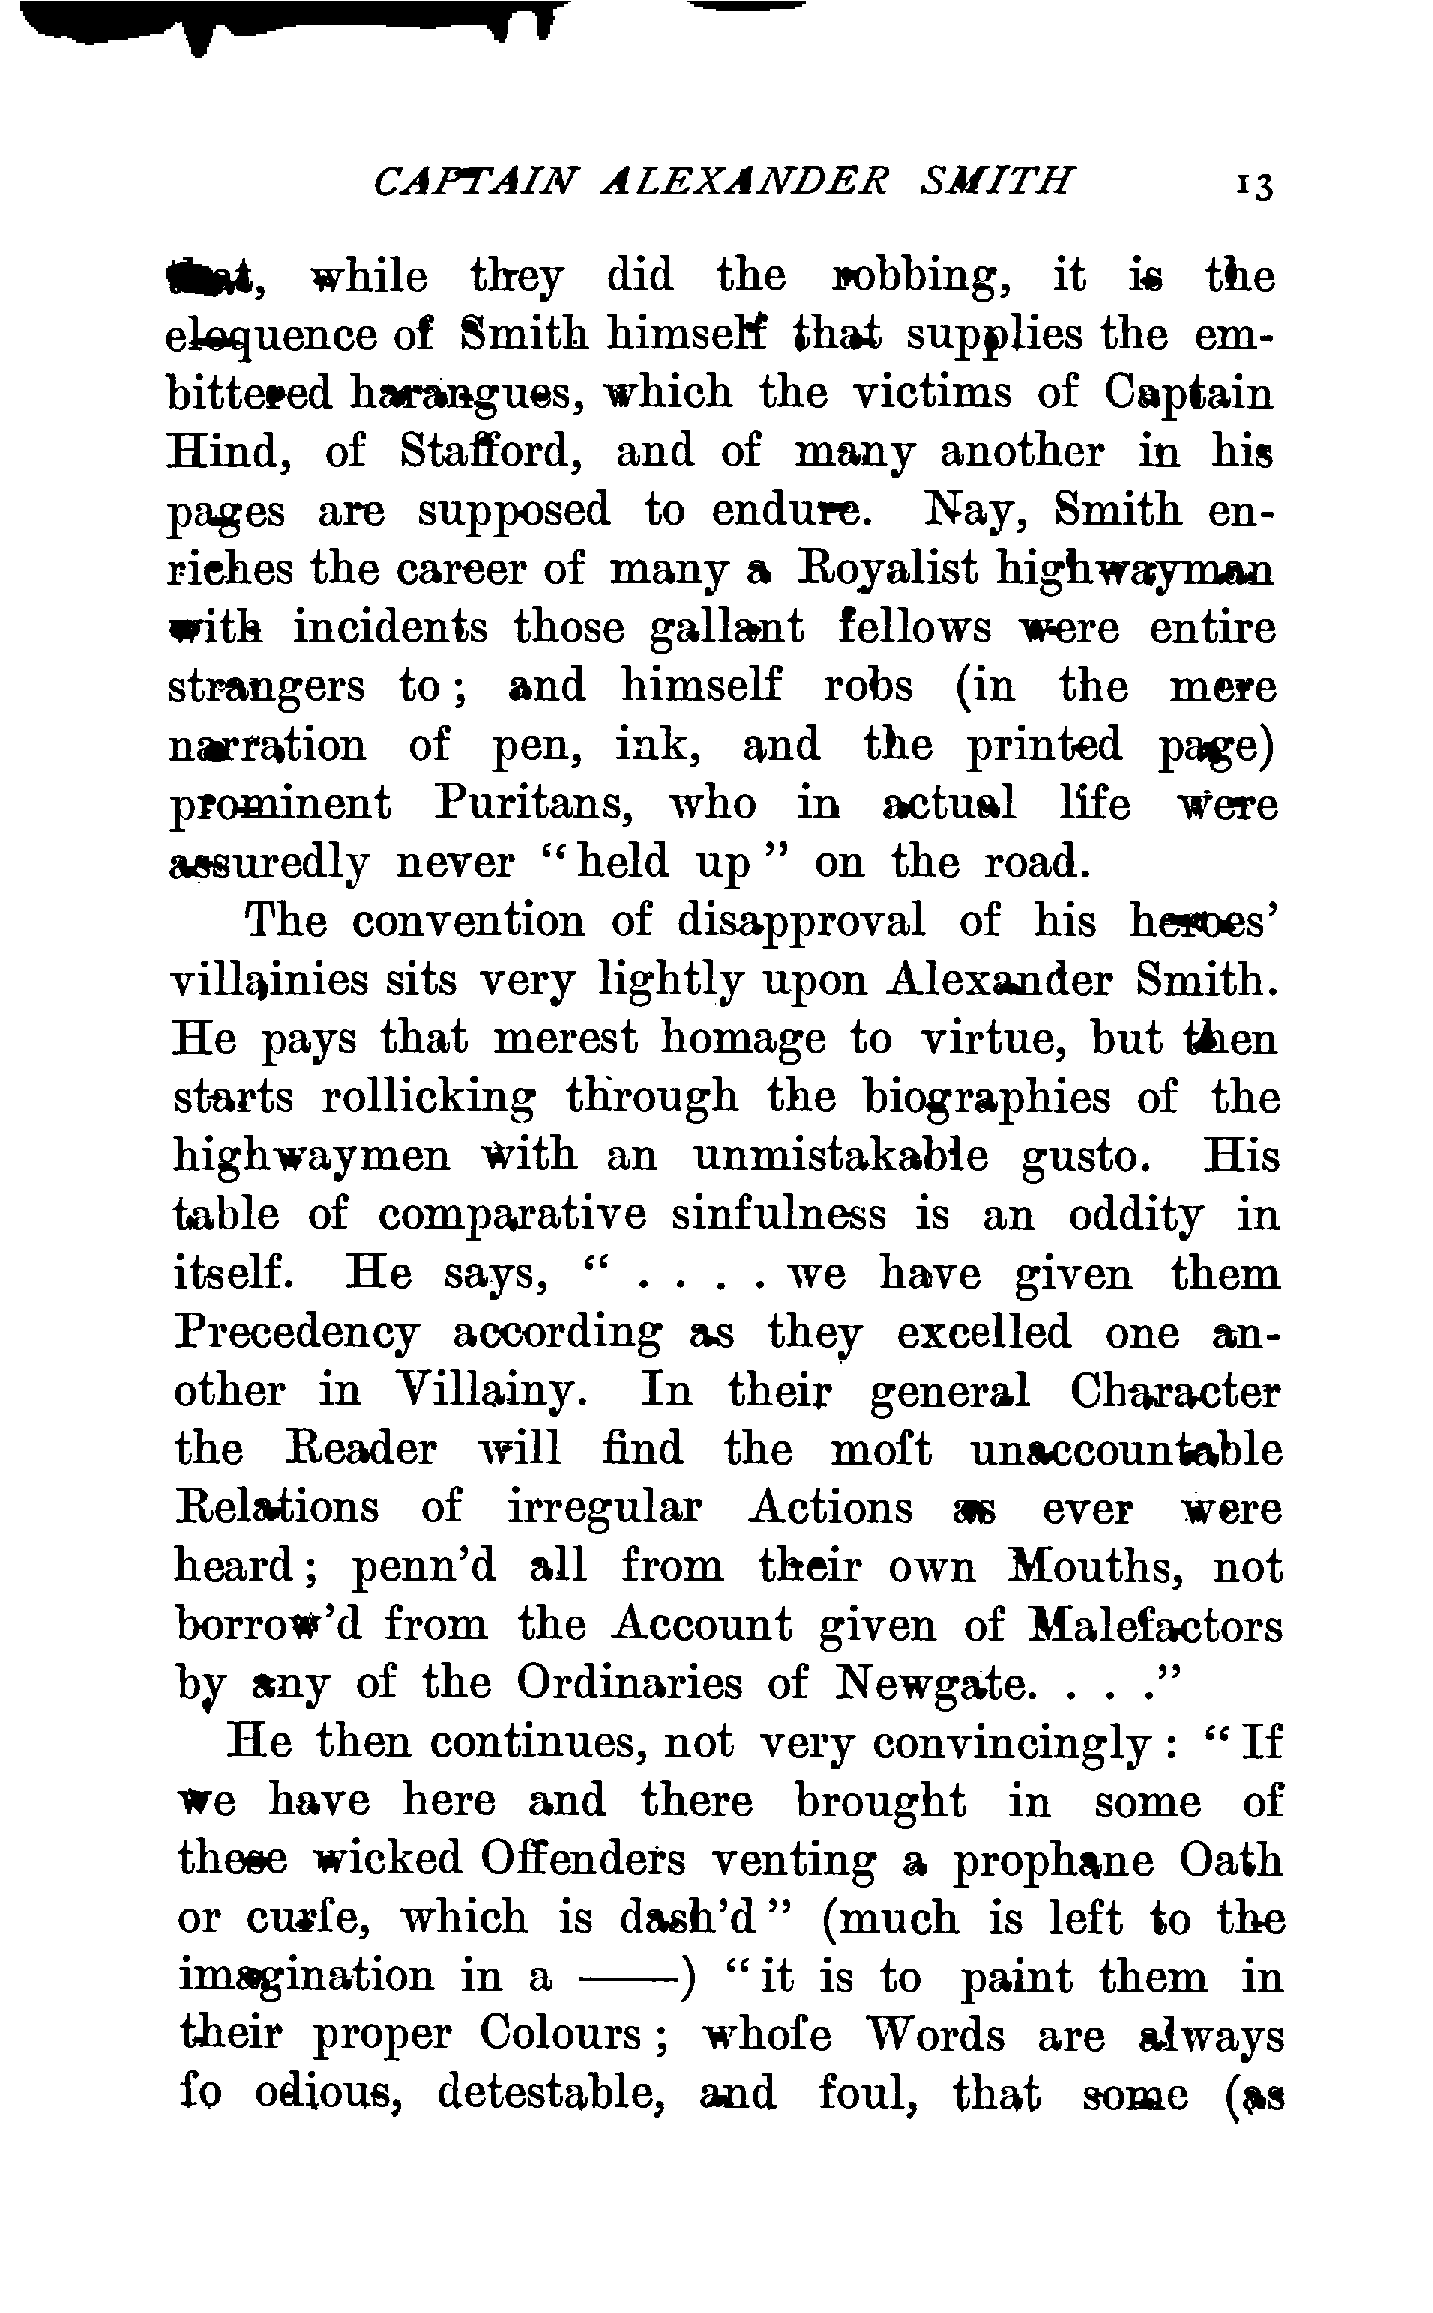 CAPTAIN ALEXANDER SMITH 13
that, while they did the robbing, it is the
eloquence of Smith himself that supplies the em-
bittered harangues, which the victims of Captain
Hind, of Stafford, and of many another in his
pages are supposed to endure. Nay, Smith en-
riches the career of many a Royalist highwayman
with incidents those gallant fellows were entire
strangers to; and himself robs (in the mere
narration of pen, ink, and the printed page)
prominent Puritans, who in actual life were
assuredly never "held up" on the road.
The convention of disapproval of his heroes'
villainies sits very lightly upon Alexander Smith.
He pays that merest homage to virtue, but then
starts rollicking through the biographies of the
highwaymen with an unmistakable gusto. His
table of comparative sinfulness is an oddity in
itself. He says, " . . . . we have given them
Precedency according as they excelled one an-
other in Villainy. In their general Character
the Reader will find the moſt unaccountable
Relations of irregular Actions as ever were
heard; penn'd all from their own Mouths, not
borrow'd from the Account given of Malefactors
by any of the Ordinaries of Newgate. . . ."
He then continues, not very convincingly: "If
we have here and there brought in some of
these wicked Offenders venting a prophane Oath
or curſe, which is dash'd" (much is left to the
imagination in a ——) "it is to paint them in
their proper Colours; whoſe Words are always
ſo odious, detestable, and foul, that some (as